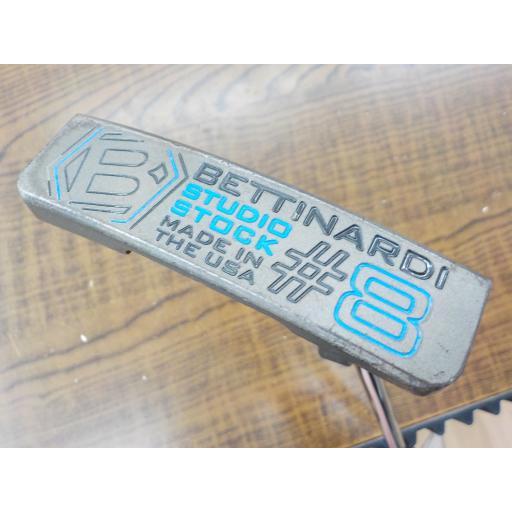 B
BETTINARDI
STUDIO
STOCK
MADE IN
THE USA
#8